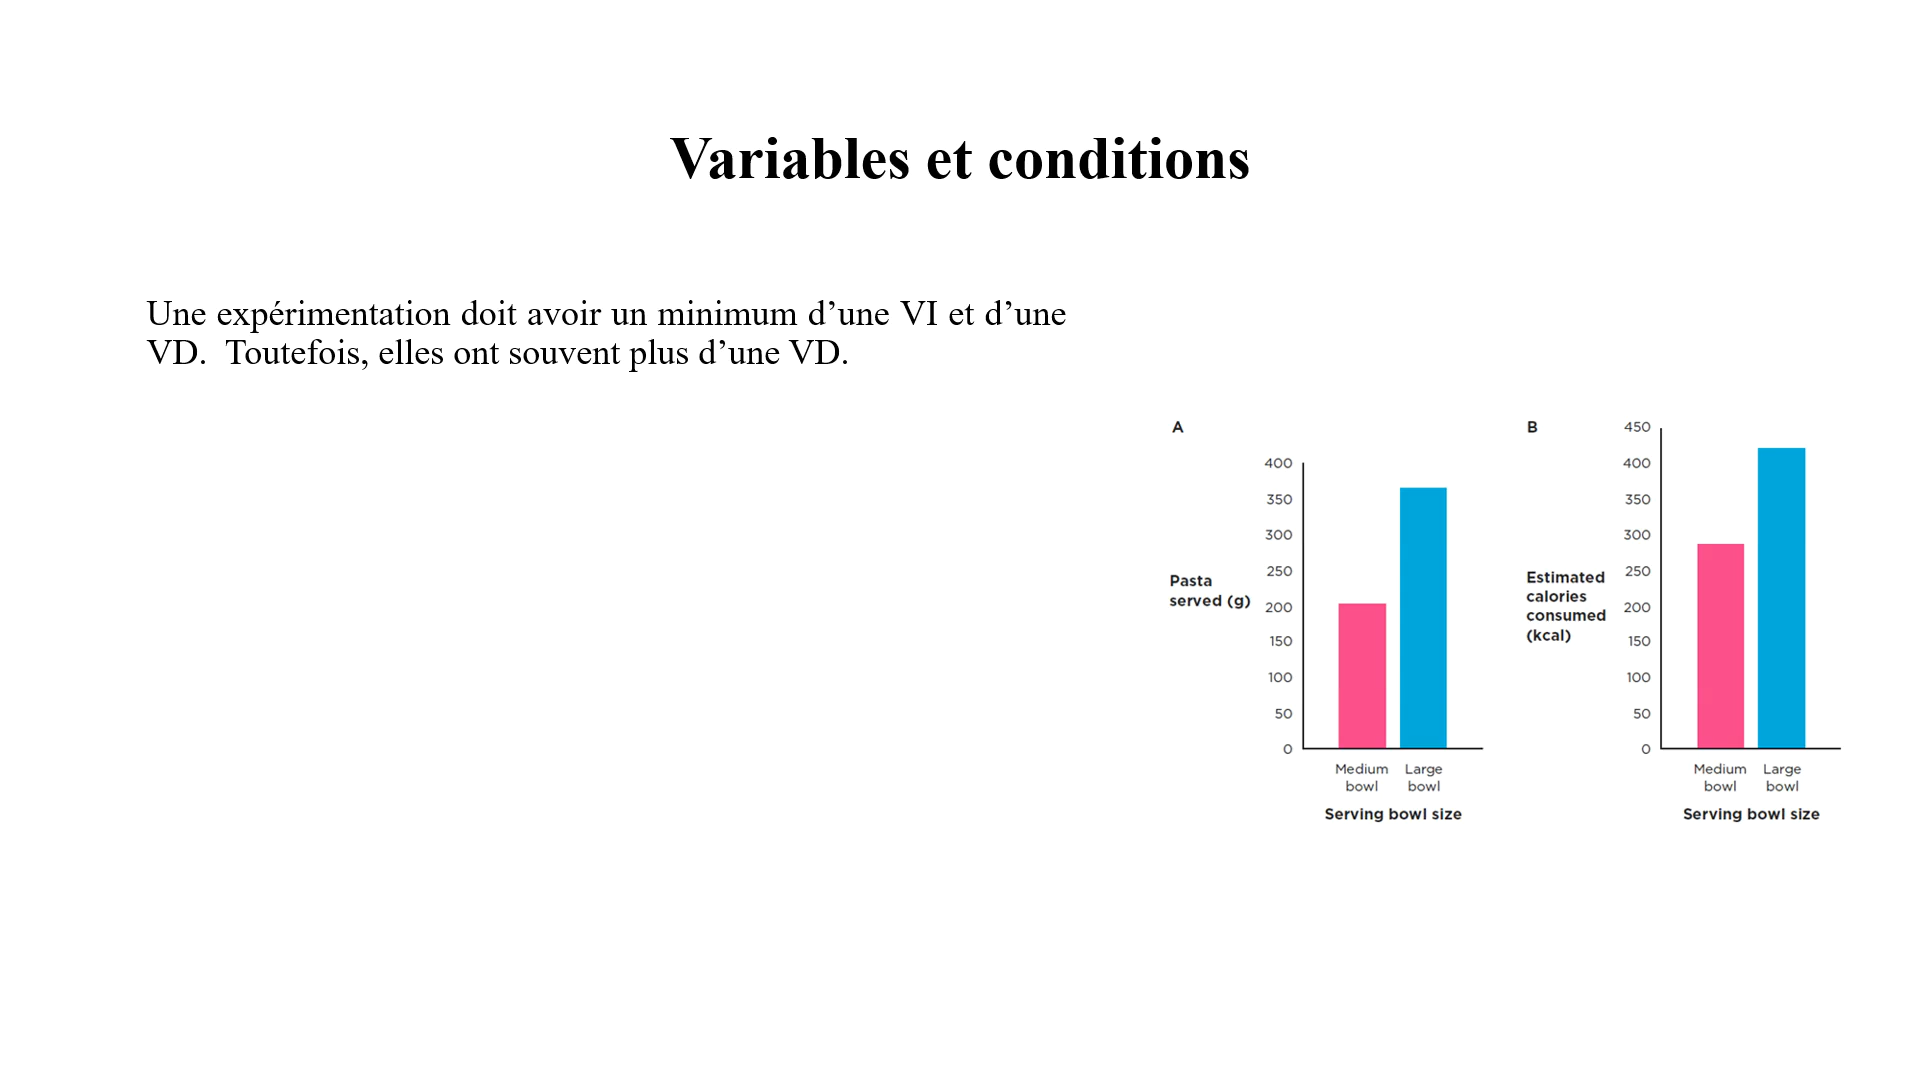 Variables et conditions
Une expérimentation doit avoir un minimum d’une VI et d’une
VD.  Toutefois, elles ont souvent plus d’une VD.
A
400
350
300
250
200
150
100
50
0
Pasta
served (g)
Medium
bowl
Large
bowl
Serving bowl size
B
450
400
350
300
250
200
150
100
50
0
Estimated
calories
consumed
(kcal)
Medium
bowl
Large
bowl
Serving bowl size